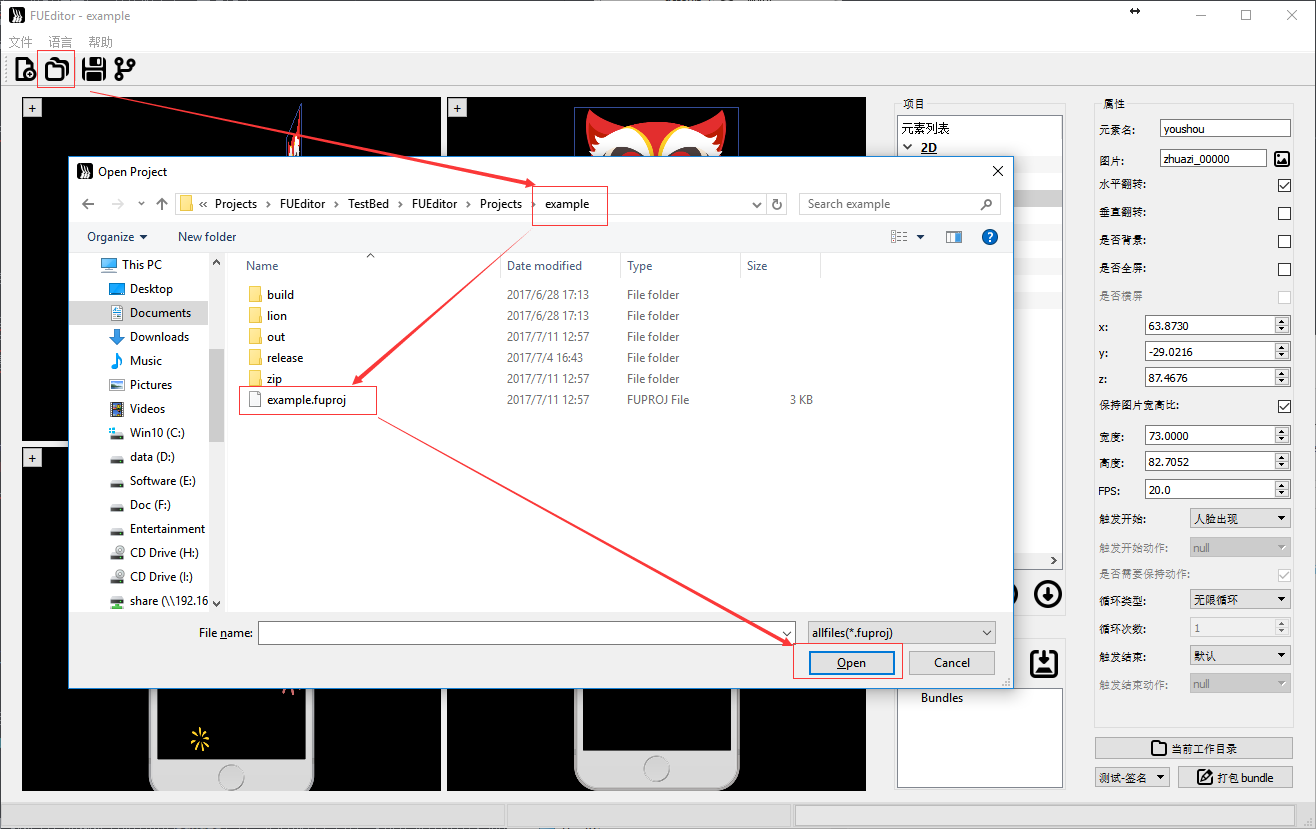 FUEditor - example
文件 语言 帮助
+
+
+
Open Project
« Projects › FUEditor › TestBed › FUEditor › Projects › example
Search example
Organize
New folder
This PC
Desktop
Documents
Downloads
Music
Pictures
Videos
Win10 (C:)
data (D:)
Software (E:)
Doc (F:)
Entertainment
CD Drive (H:)
CD Drive (I:)
share (\\192.16
Name Date modified Type Size
build 2017/6/28 17:13 File folder
lion 2017/6/28 17:13 File folder
out 2017/7/11 12:57 File folder
release 2017/7/4 16:43 File folder
zip 2017/7/11 12:57 File folder
example.fuproj 2017/7/11 12:57 FUPROJ File 3 KB
File name:
allfiles(*.fuproj)
Open
Cancel
项目
元素列表
2D
Bundles
属性
元素名: youshou
图片: zhuazi_00000
水平翻转:
垂直翻转:
是否背景:
是否全屏:
是否横屏
x: 63.8730
y: -29.0216
z: 87.4676
保持图片宽高比:
宽度: 73.0000
高度: 82.7052
FPS: 20.0
触发开始: 人脸出现
触发开始动作: null
是否需要保持动作:
循环类型: 无限循环
循环次数: 1
触发结束: 默认
触发结束动作: null
当前工作目录
测试-签名
打包 bundle